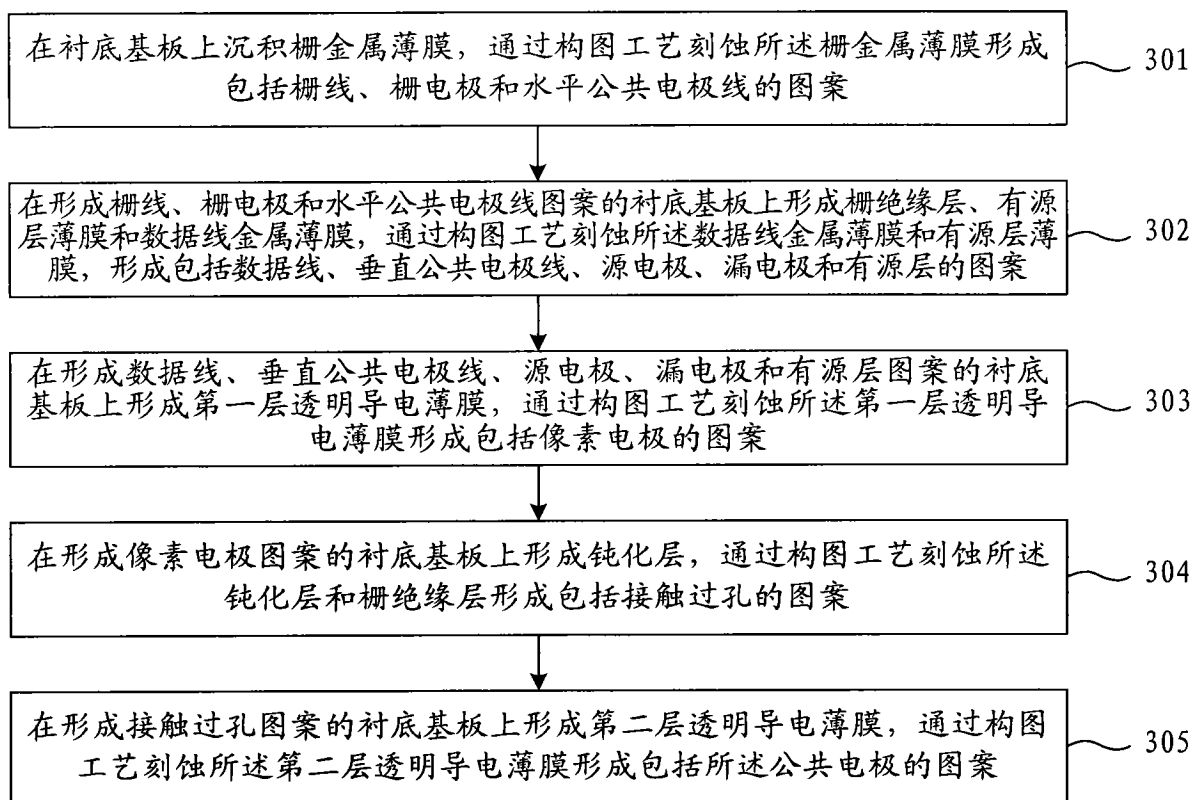 在衬底基板上沉积栅金属薄膜，通过构图工艺刻蚀所述栅金属薄膜形成
包括栅线、栅电极和水平公共电极线的图案
301
在形成栅线、栅电极和水平公共电极线图案的衬底基板上形成栅绝缘层、有源
层薄膜和数据线金属薄膜，通过构图工艺刻蚀所述数据线金属薄膜和有源层薄
膜，形成包括数据线、垂直公共电极线、源电极、漏电极和有源层的图案
302
在形成数据线、垂直公共电极线、源电极、漏电极和有源层图案的衬底
基板上形成第一层透明导电薄膜，通过构图工艺刻蚀所述第一层透明导
电薄膜形成包括像素电极的图案
303
在形成像素电极图案的衬底基板上形成钝化层，通过构图工艺刻蚀所述
钝化层和栅绝缘层形成包括接触过孔的图案
304
在形成接触过孔图案的衬底基板上形成第二层透明导电薄膜，通过构图
工艺刻蚀所述第二层透明导电薄膜形成包括所述公共电极的图案
305